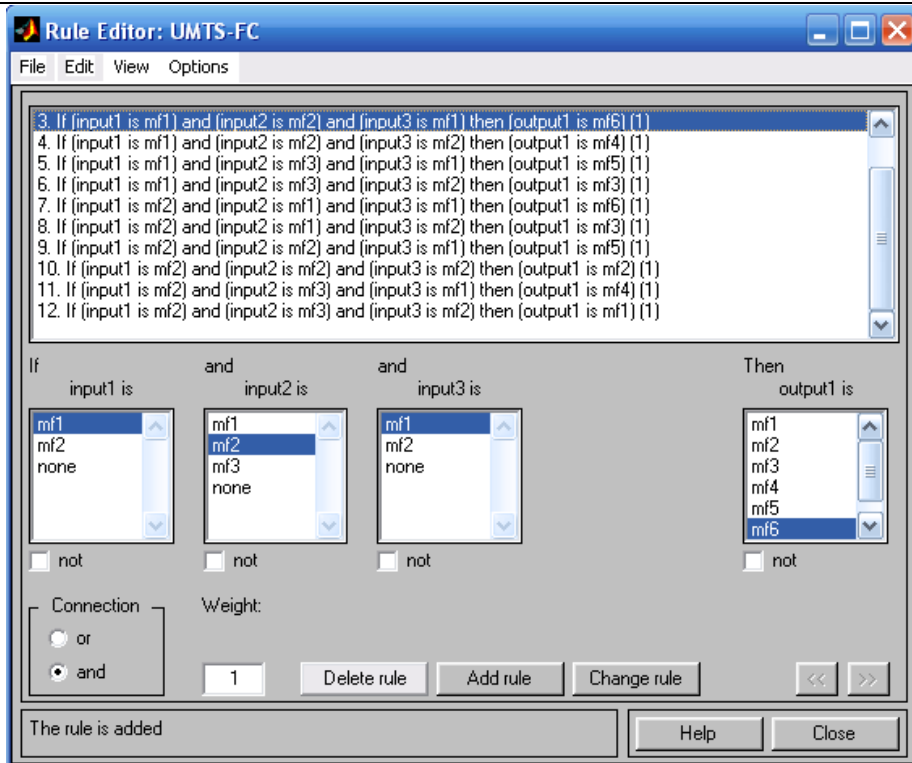 Rule Editor: UMTS-FC
File Edit View Options
3. If (input1 is mf1) and (input2 is mf2) and (input3 is mf1) then (output1 is mf6) (1)
4. If (input1 is mf1) and (input2 is mf2) and (input3 is mf2) then (output1 is mf4) (1)
5. If (input1 is mf1) and (input2 is mf3) and (input3 is mf1) then (output1 is mf5) (1)
6. If (input1 is mf1) and (input2 is mf3) and (input3 is mf2) then (output1 is mf3) (1)
7. If (input1 is mf2) and (input2 is mf1) and (input3 is mf1) then (output1 is mf6) (1)
8. If (input1 is mf2) and (input2 is mf1) and (input3 is mf2) then (output1 is mf3) (1)
9. If (input1 is mf2) and (input2 is mf2) and (input3 is mf1) then (output1 is mf5) (1)
10. If (input1 is mf2) and (input2 is mf2) and (input3 is mf2) then (output1 is mf2) (1)
11. If (input1 is mf2) and (input2 is mf3) and (input3 is mf1) then (output1 is mf4) (1)
12. If (input1 is mf2) and (input2 is mf3) and (input3 is mf2) then (output1 is mf1) (1)
If and and Then
input1 is input2 is input3 is output1 is
mf1
mf2
none
mf1
mf2
mf3
none
mf1
mf2
none
mf1
mf2
mf3
mf4
mf5
mf6
not not not not
Connection
or
and
Weight:
1 Delete rule Add rule Change rule << >>
The rule is added Help Close